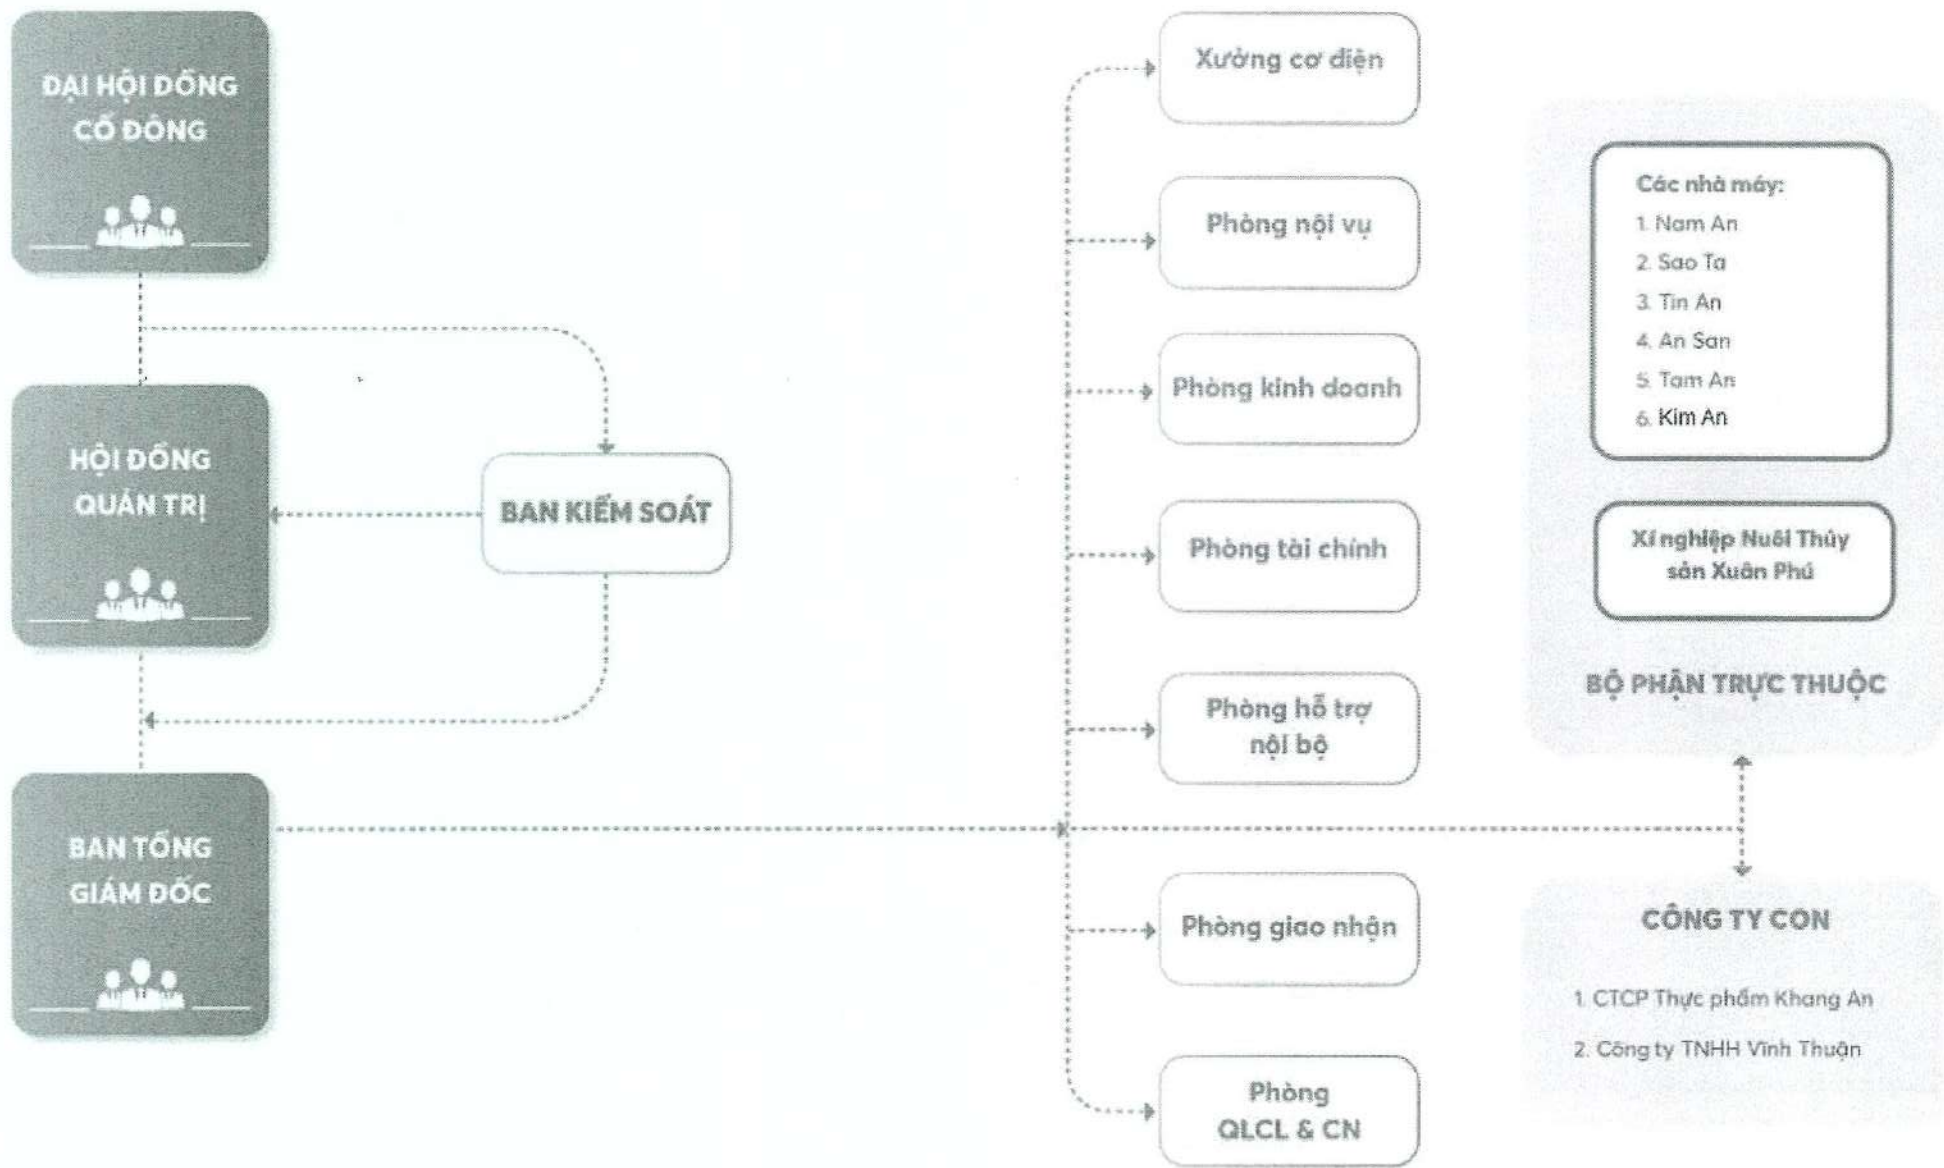 ĐẠI HỘI ĐỒNG
CỔ ĐÔNG
HỘI ĐỒNG
QUẢN TRỊ
BAN KIỂM SOÁT
BAN TỔNG
GIÁM ĐỐC
Xưởng cơ điện
Phòng nội vụ
Phòng kinh doanh
Phòng tài chính
Phòng hỗ trợ
nội bộ
Phòng giao nhận
Phòng
QLCL & CN
Các nhà máy:
1. Nam An
2. Sao Ta
3. Tin An
4. An San
5. Tam An
6. Kim An
Xí nghiệp Nuôi Thủy
sản Xuân Phú
BỘ PHẬN TRỰC THUỘC
CÔNG TY CON
1. CTCP Thực phẩm Khang An
2. Công ty TNHH Vĩnh Thuận